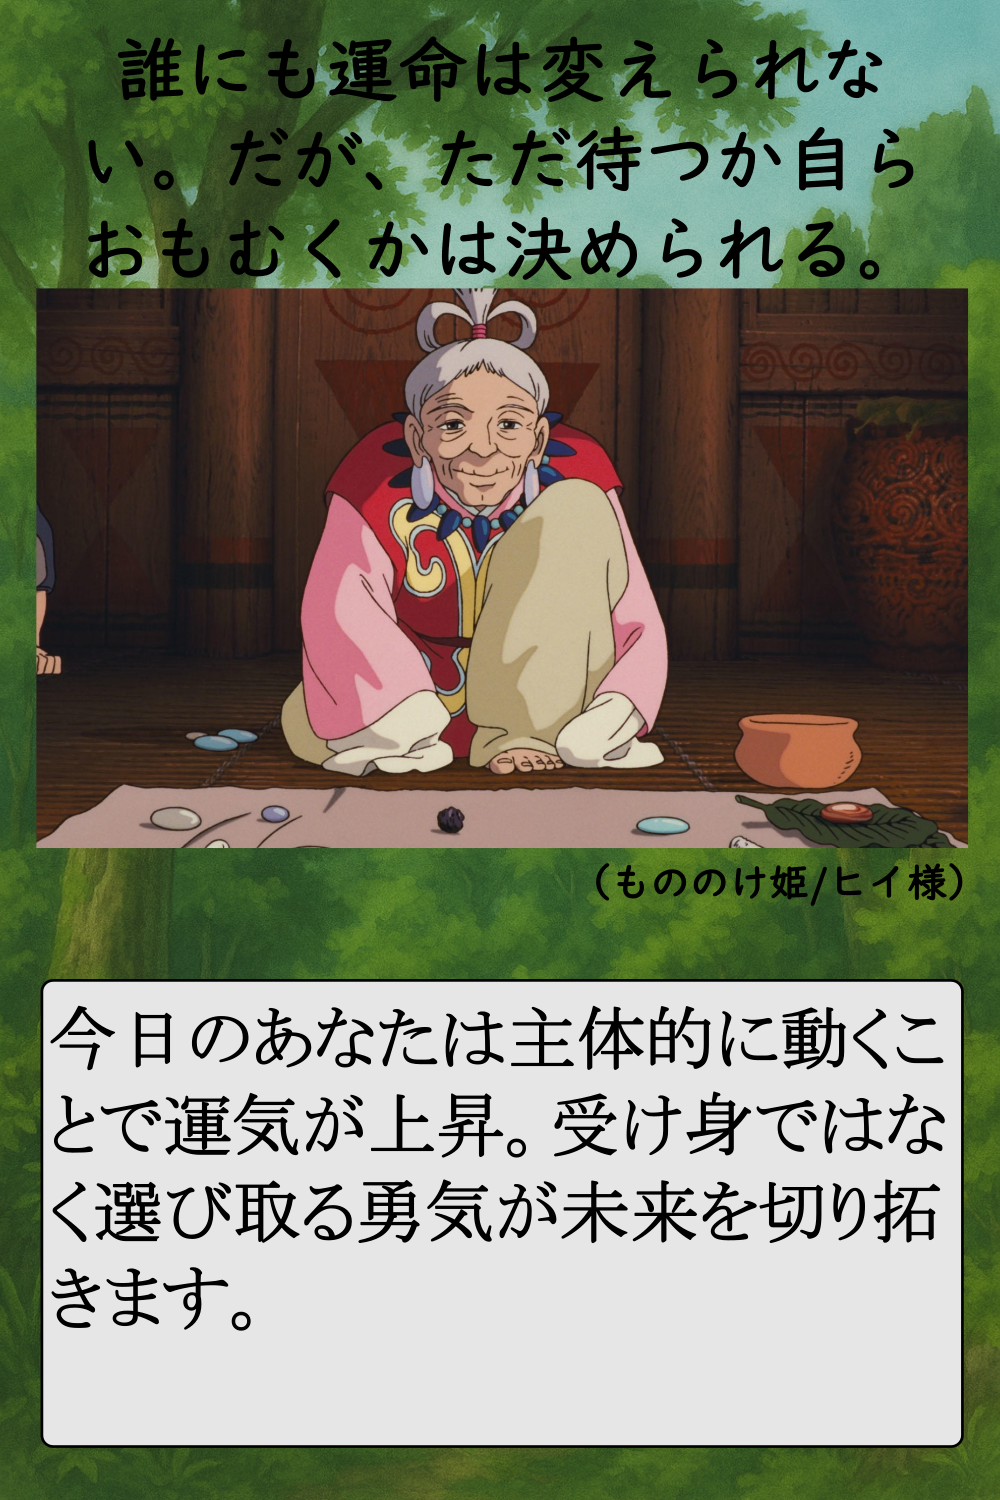 誰にも運命は変えられな
い。だが、ただ待つか自ら
おもむくかは決められる。
（もののけ姫/ヒイ様）
今日のあなたは主体的に動くこ
とで運気が上昇。受け身ではな
く選び取る勇気が未来を切り拓
きます。